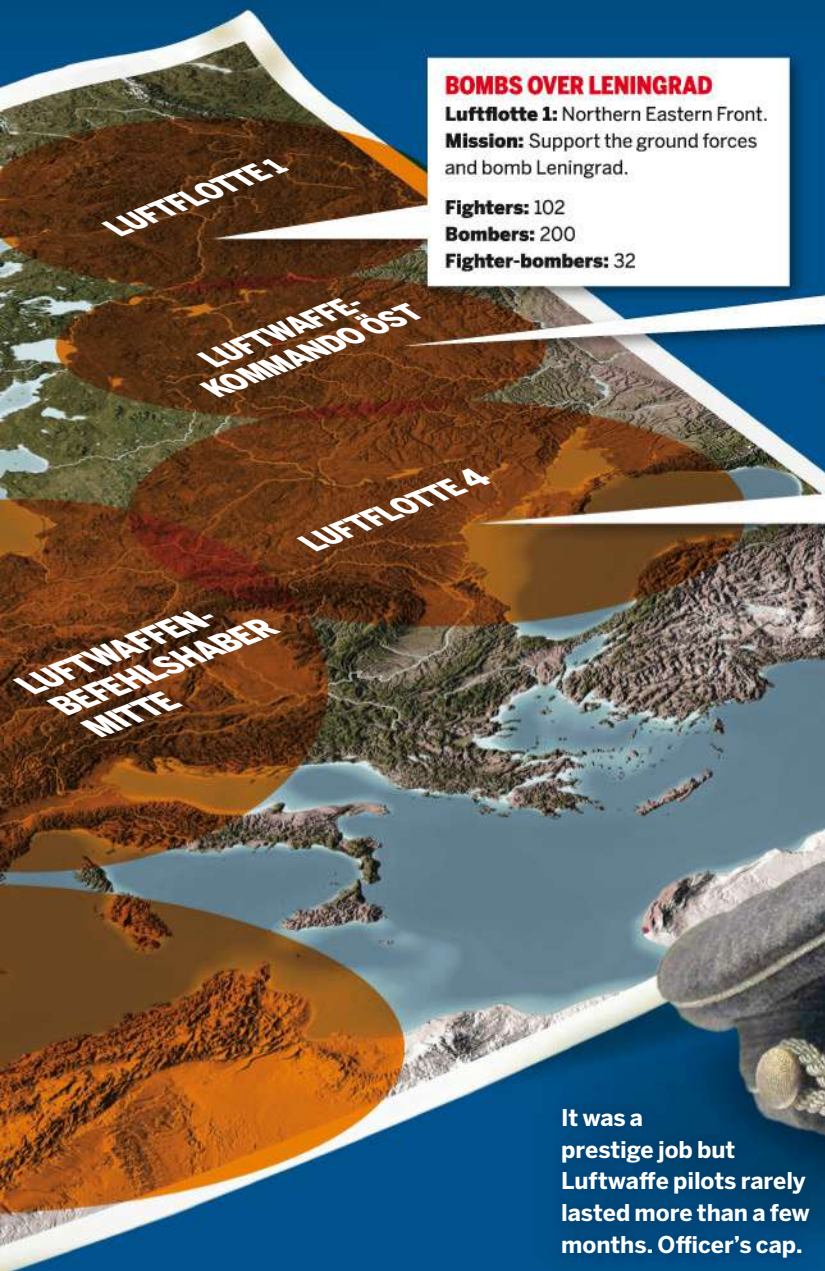 BOMBS OVER LENINGRAD
Luftflotte 1: Northern Eastern Front.
Mission: Support the ground forces
and bomb Leningrad.
Fighters: 102
Bombers: 200
Fighter-bombers: 32
LUFTFLOTTE 1
LUFTWAFFE-
KOMMANDO ÖST
LUFTFLOTTE 4
LUFTWAFFEN-
BEFEHLSHABER
MITTE
It was a
prestige job but
Luftwaffe pilots rarely
lasted more than a few
months. Officer's cap.